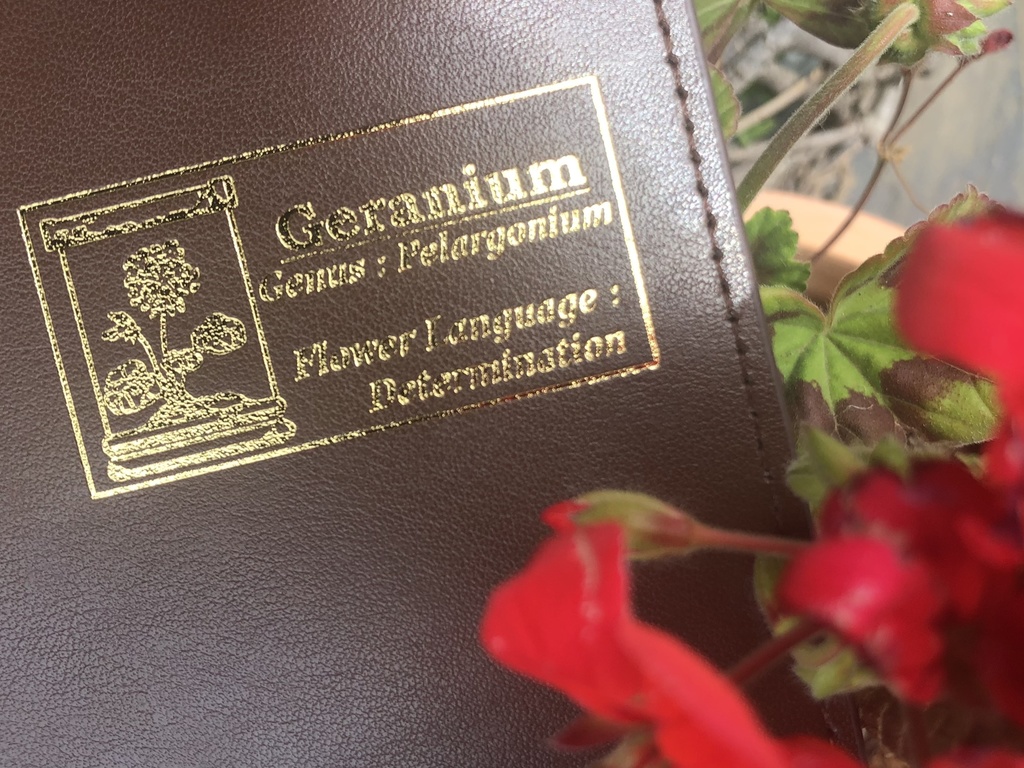 Geranium
Genus : Pelargonium
Flower Language :
Determination